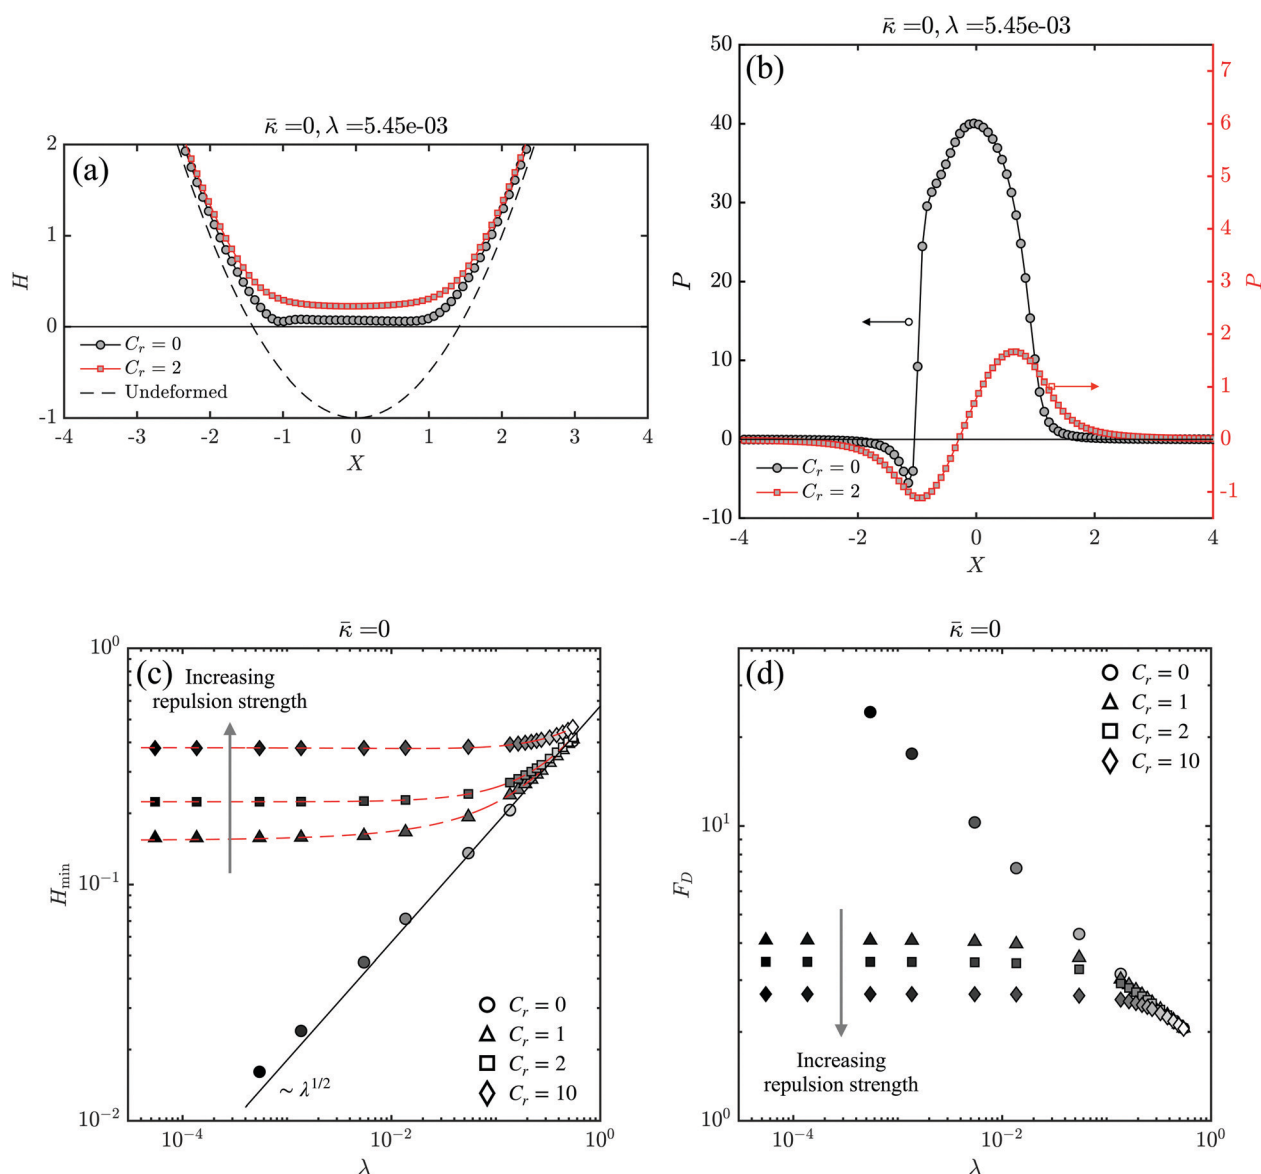 κ̄ =0, λ =5.45e-03
(a)
2
1
0
-1
H
-4
-3
-2
-1
0
1
2
3
4
X
C_r = 0
C_r = 2
Undeformed
κ̄ =0, λ =5.45e-03
(b)
50
40
30
20
10
0
-10
P
7
6
5
4
3
2
1
0
-1
P
-4
-2
0
2
4
X
C_r = 0
C_r = 2
κ̄ =0
(c)
Increasing
repulsion strength
10^0
10^-1
10^-2
H_min
10^-4
10^-2
10^0
λ
~ λ^1/2
C_r = 0
C_r = 1
C_r = 2
C_r = 10
κ̄ =0
(d)
C_r = 0
C_r = 1
C_r = 2
C_r = 10
10^1
10^0
F_D
Increasing
repulsion strength
10^-4
10^-2
10^0
λ